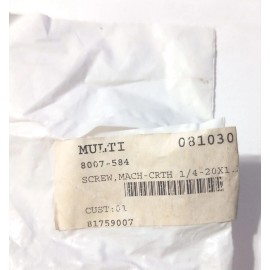 MULTI 081030
8007-584
SCREW,MACH-CRTH 1/4-20X1
CUST:01
81759007